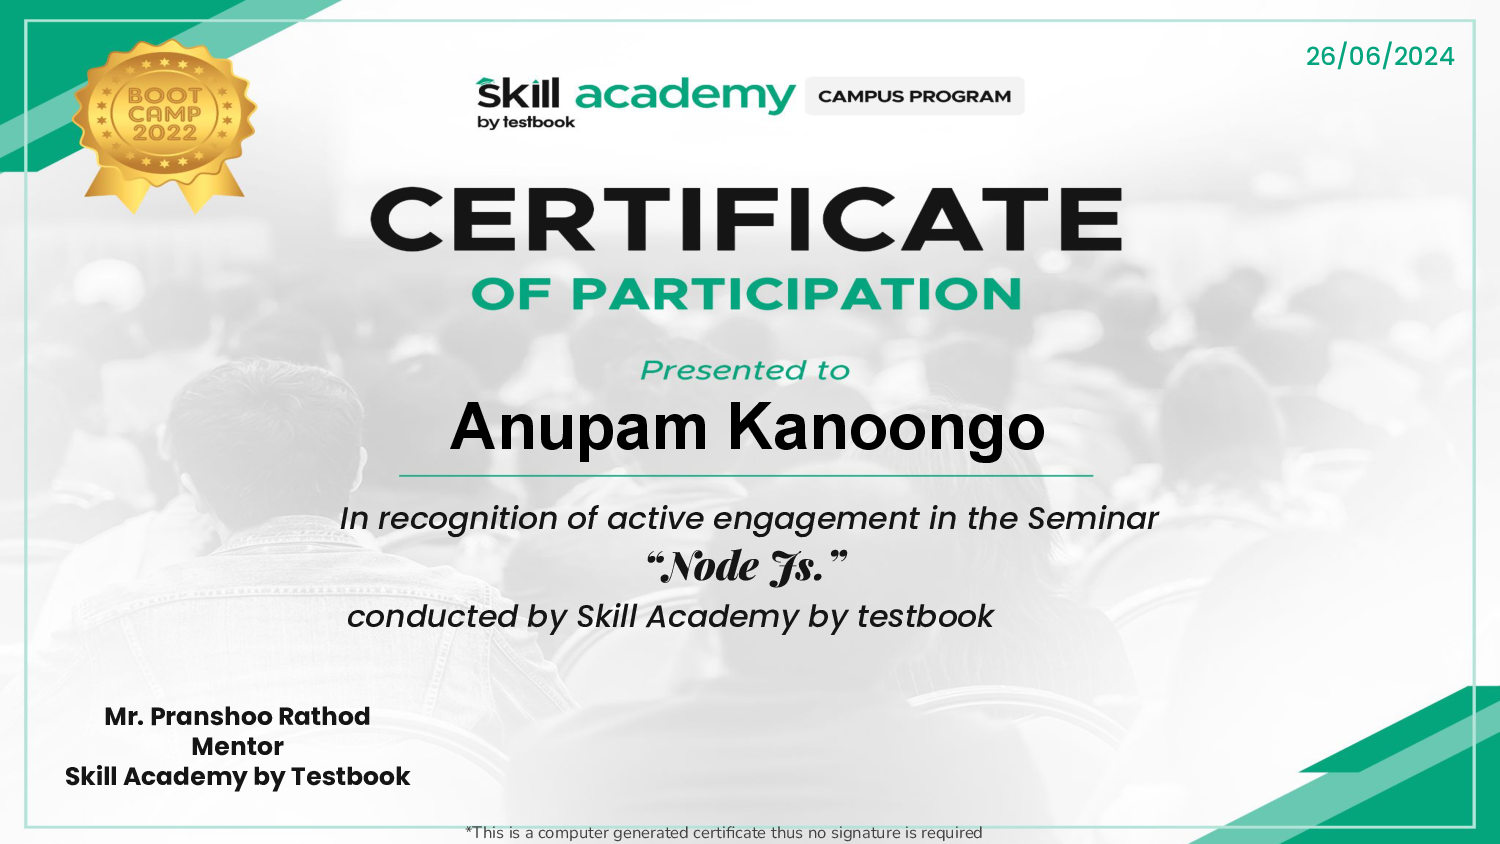 26/06/2024
BOOT
CAMP
2022
skill academy CAMPUS PROGRAM
by testbook
CERTIFICATE
OF PARTICIPATION
Presented to
Anupam Kanoongo
In recognition of active engagement in the Seminar
“Node Js.”
conducted by Skill Academy by testbook
Mr. Pranshoo Rathod
Mentor
Skill Academy by Testbook
*This is a computer generated certificate thus no signature is required